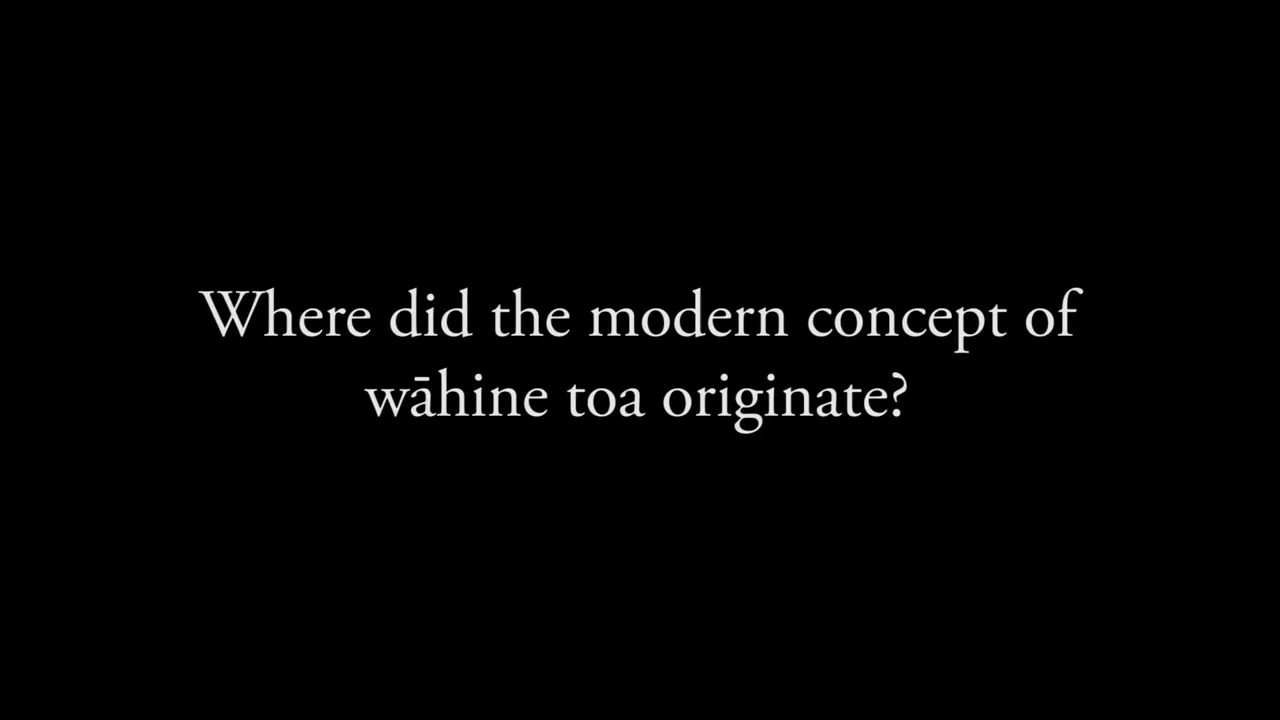 Where did the modern concept of
wāhine toa originate?